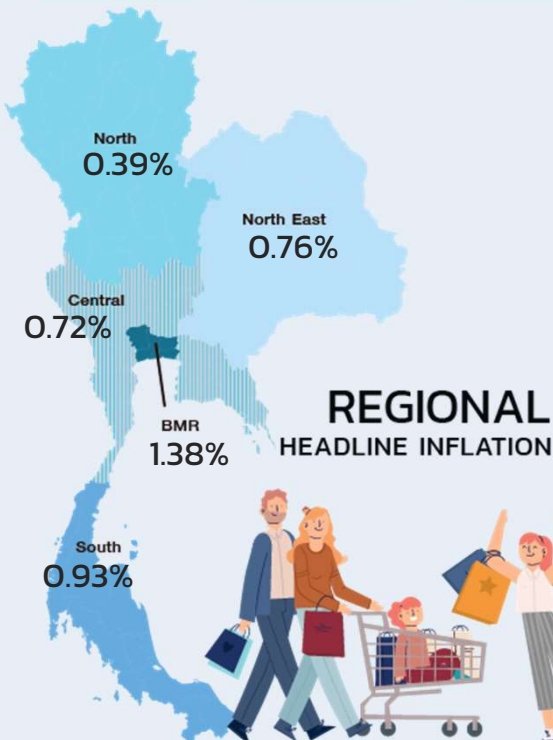 North
0.39%
North East
0.76%
Central
0.72%
BMR
1.38%
REGIONAL
HEADLINE INFLATION
South
0.93%